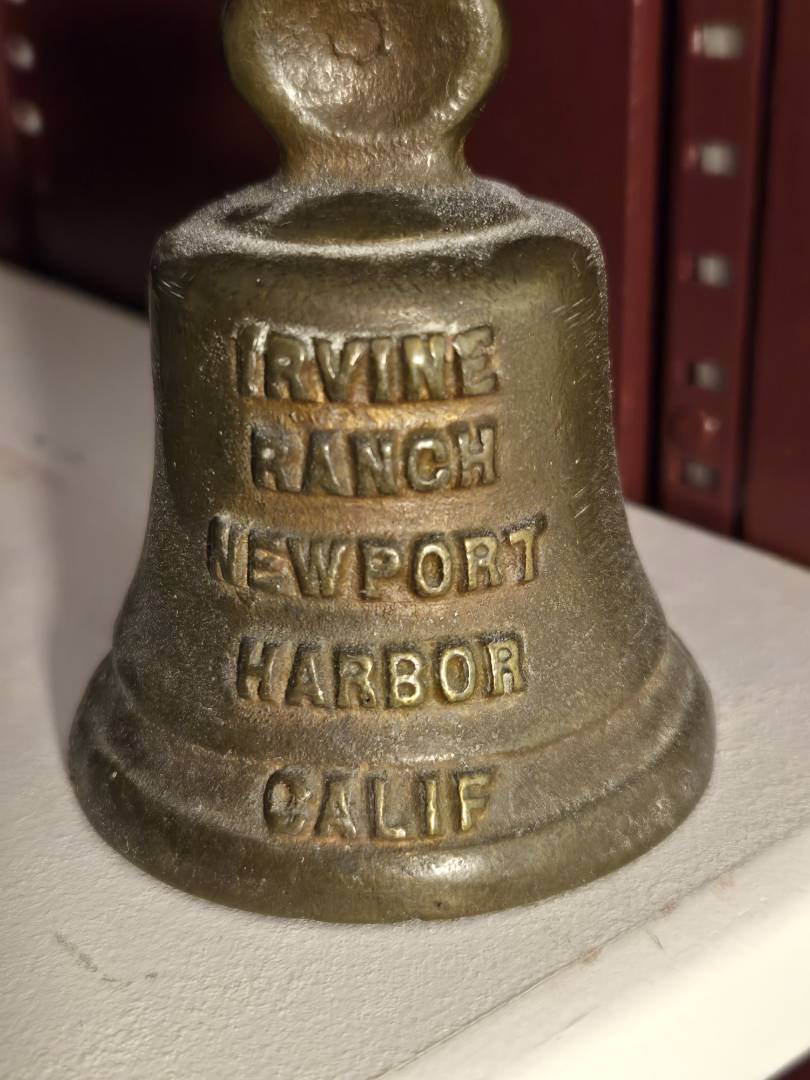 IRVINE
RANCH
NEWPORT
HARBOR
CALIF